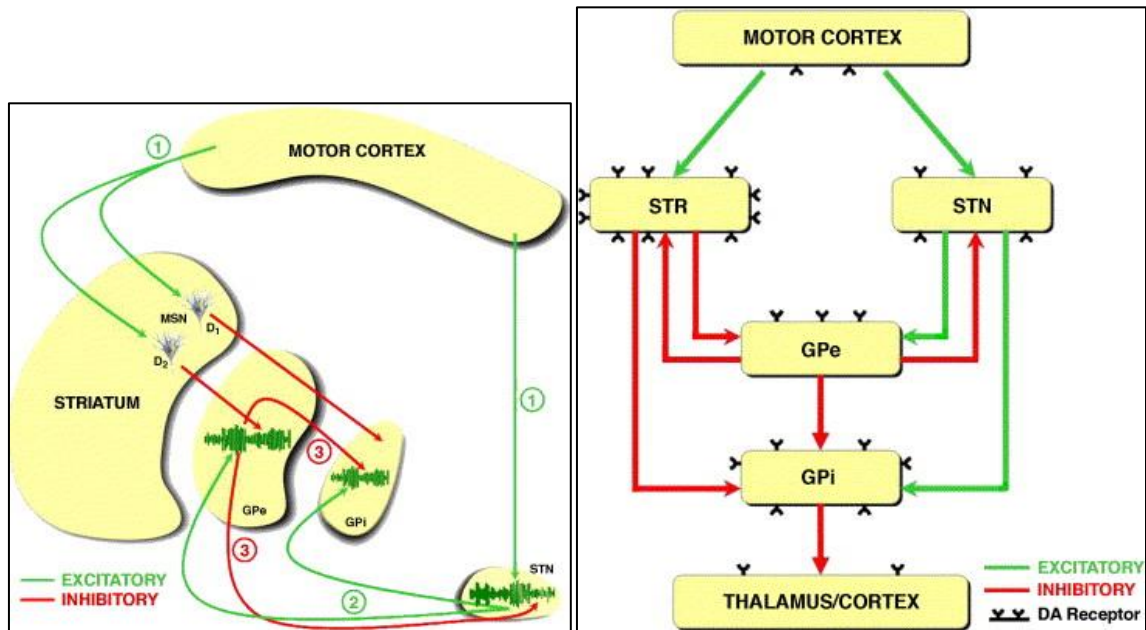 ①
MOTOR CORTEX
MSN
D1
D2
STRIATUM
①
③
GPe
GPi
③
STN
②
EXCITATORY
INHIBITORY
MOTOR CORTEX
STR
STN
GPe
GPi
THALAMUS/CORTEX
EXCITATORY
INHIBITORY
DA Receptor